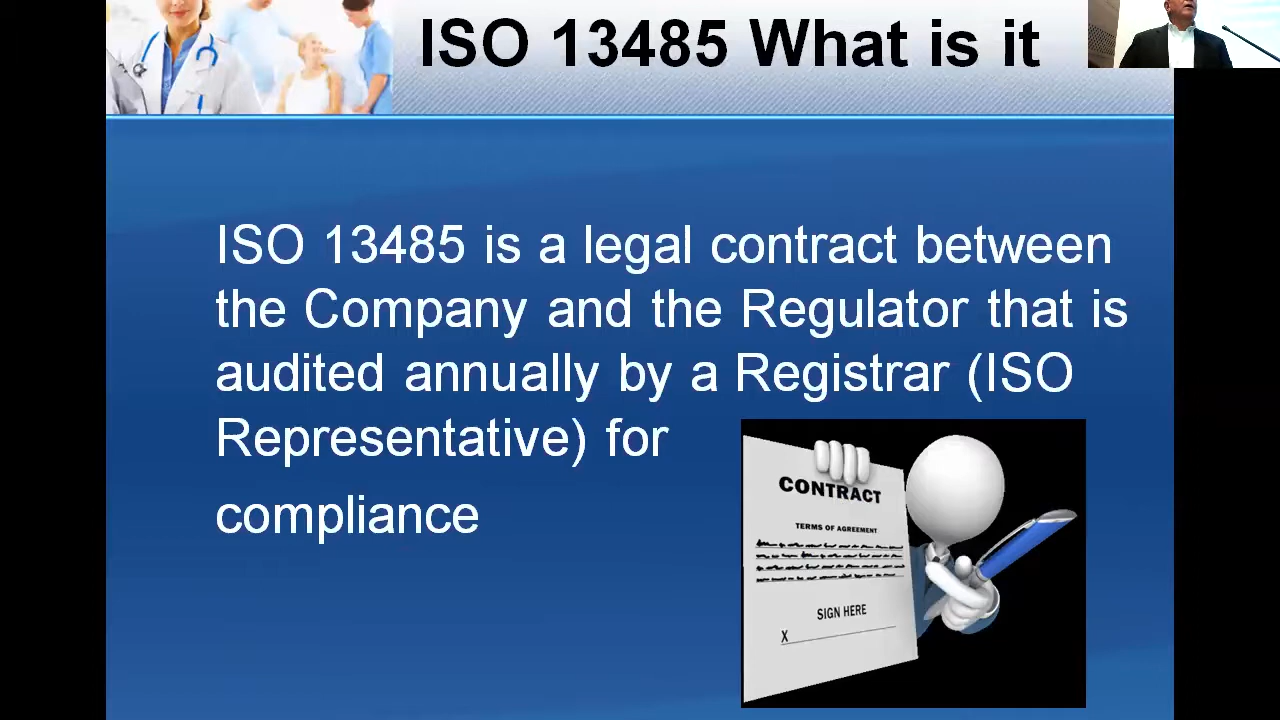 ISO 13485 What is it
ISO 13485 is a legal contract between
the Company and the Regulator that is
audited annually by a Registrar (ISO
Representative) for
compliance
CONTRACT
TERMS OF AGREEMENT
SIGN HERE
X